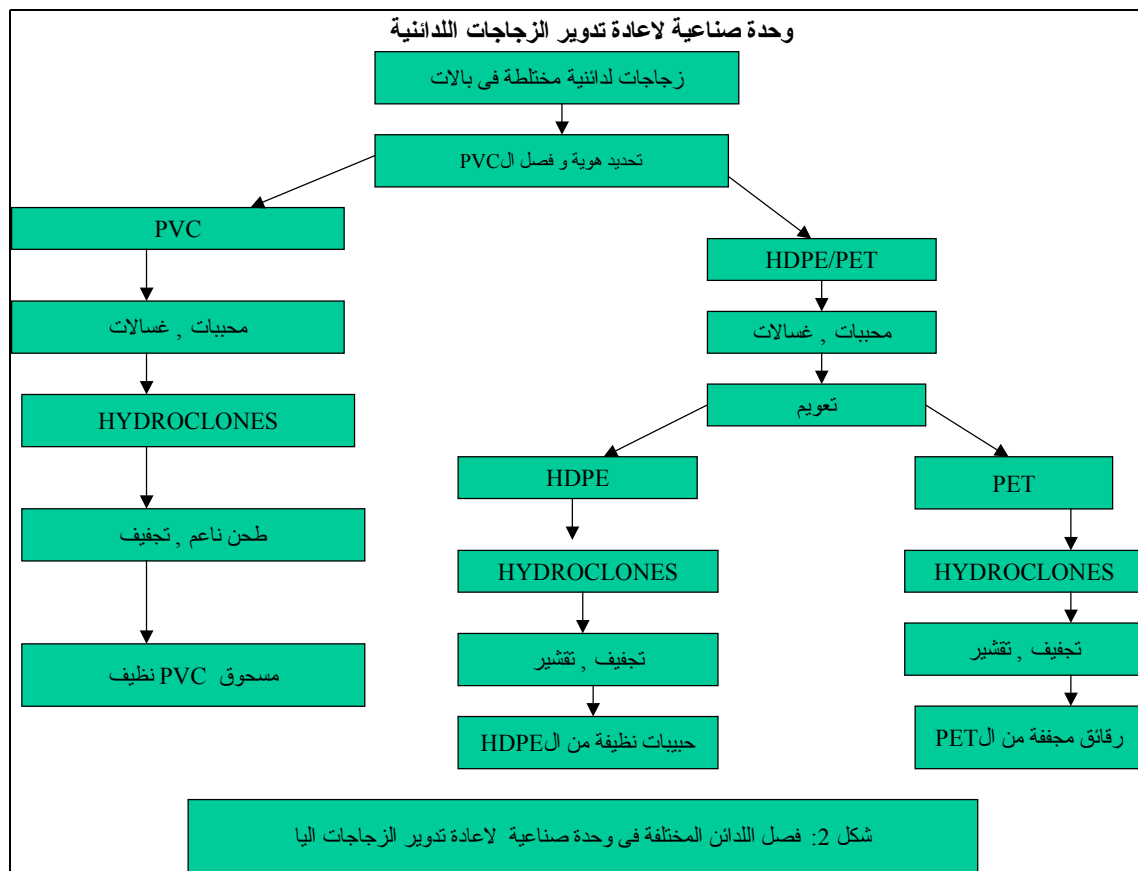 وحدة صناعية لاعادة تدوير الزجاجات اللدائنية
زجاجات لدائنية مختلطة فى بالات
تحديد هوية و فصل الPVC
PVC
HDPE/PET
محببات , غسالات
محببات , غسالات
HYDROCLONES
تعويم
HDPE
PET
طحن ناعم , تجفيف
HYDROCLONES
HYDROCLONES
مسحوق PVC نظيف
تجفيف , تقشير
تجفيف , تقشير
حبيبات نظيفة من الHDPE
رقائق مجففة من الPET
شكل 2: فصل اللدائن المختلفة فى وحدة صناعية لاعادة تدوير الزجاجات اليا